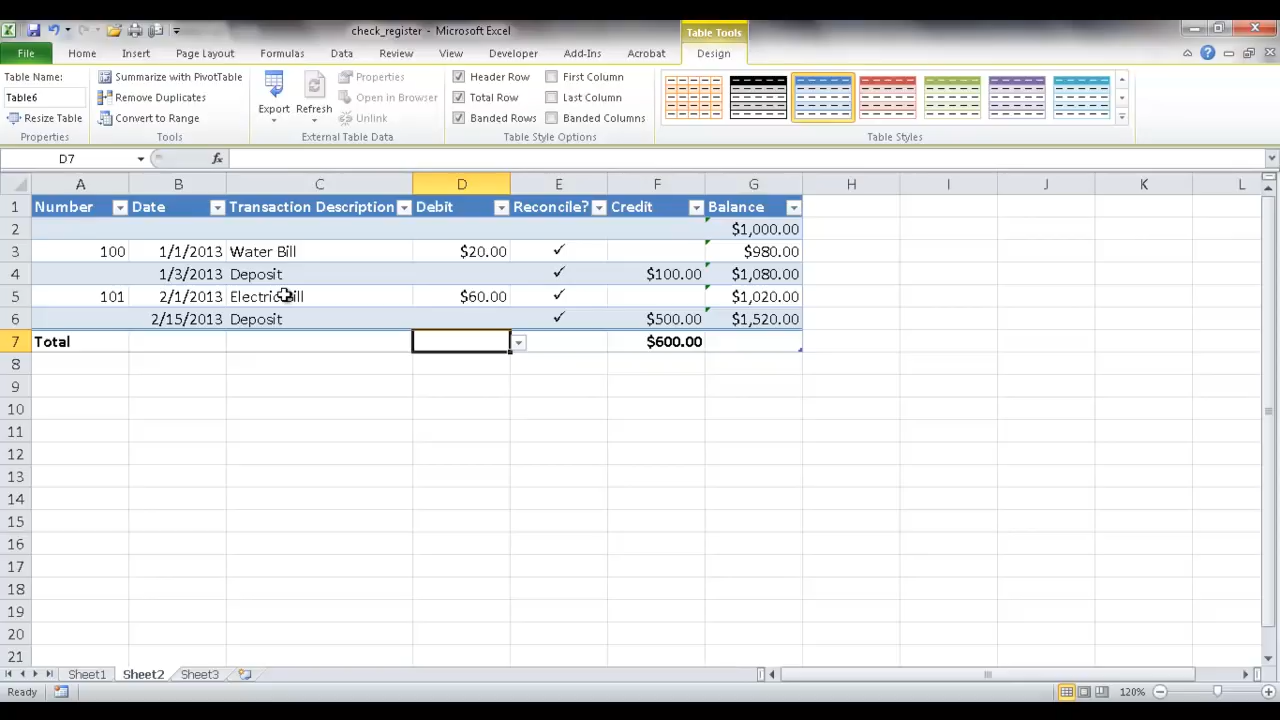 check_register - Microsoft Excel
Table Tools
File Home Insert Page Layout Formulas Data Review View Developer Add-Ins Acrobat Design
Table Name:
Resize Table
Properties
Summarize with PivotTable
Remove Duplicates
Convert to Range
Tools
Export
Refresh
Properties
Open in Browser
Unlink
External Table Data
Header Row
Total Row
Banded Rows
First Column
Last Column
Banded Columns
Table Style Options
Table Styles
D7 fx
A B C D E F G H I J K L
1 Number Date Transaction Description Debit Reconcile? Credit Balance
2 $1,000.00
3 100 1/1/2013 Water Bill $20.00 ✓ $980.00
4 1/3/2013 Deposit ✓ $100.00 $1,080.00
5 101 2/1/2013 Electric Bill $60.00 ✓ $1,020.00
6 2/15/2013 Deposit ✓ $500.00 $1,520.00
7 Total $600.00
8
9
10
11
12
13
14
15
16
17
18
19
20
21
Sheet1 Sheet2 Sheet3
Ready 120%